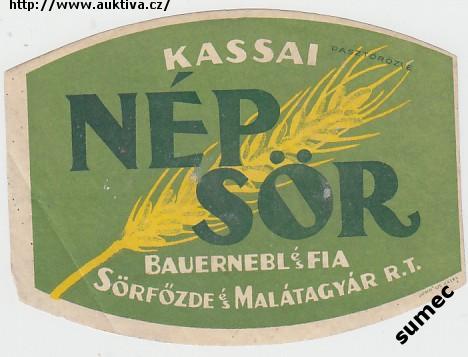 http://www.auktiva.cz/
KASSAI
PASZTŐRÖZVE
NÉP
SÖR
BAUERNEBL és FIA
SÖRFŐZDE és MALÁTAGYÁR R.T.
sumec